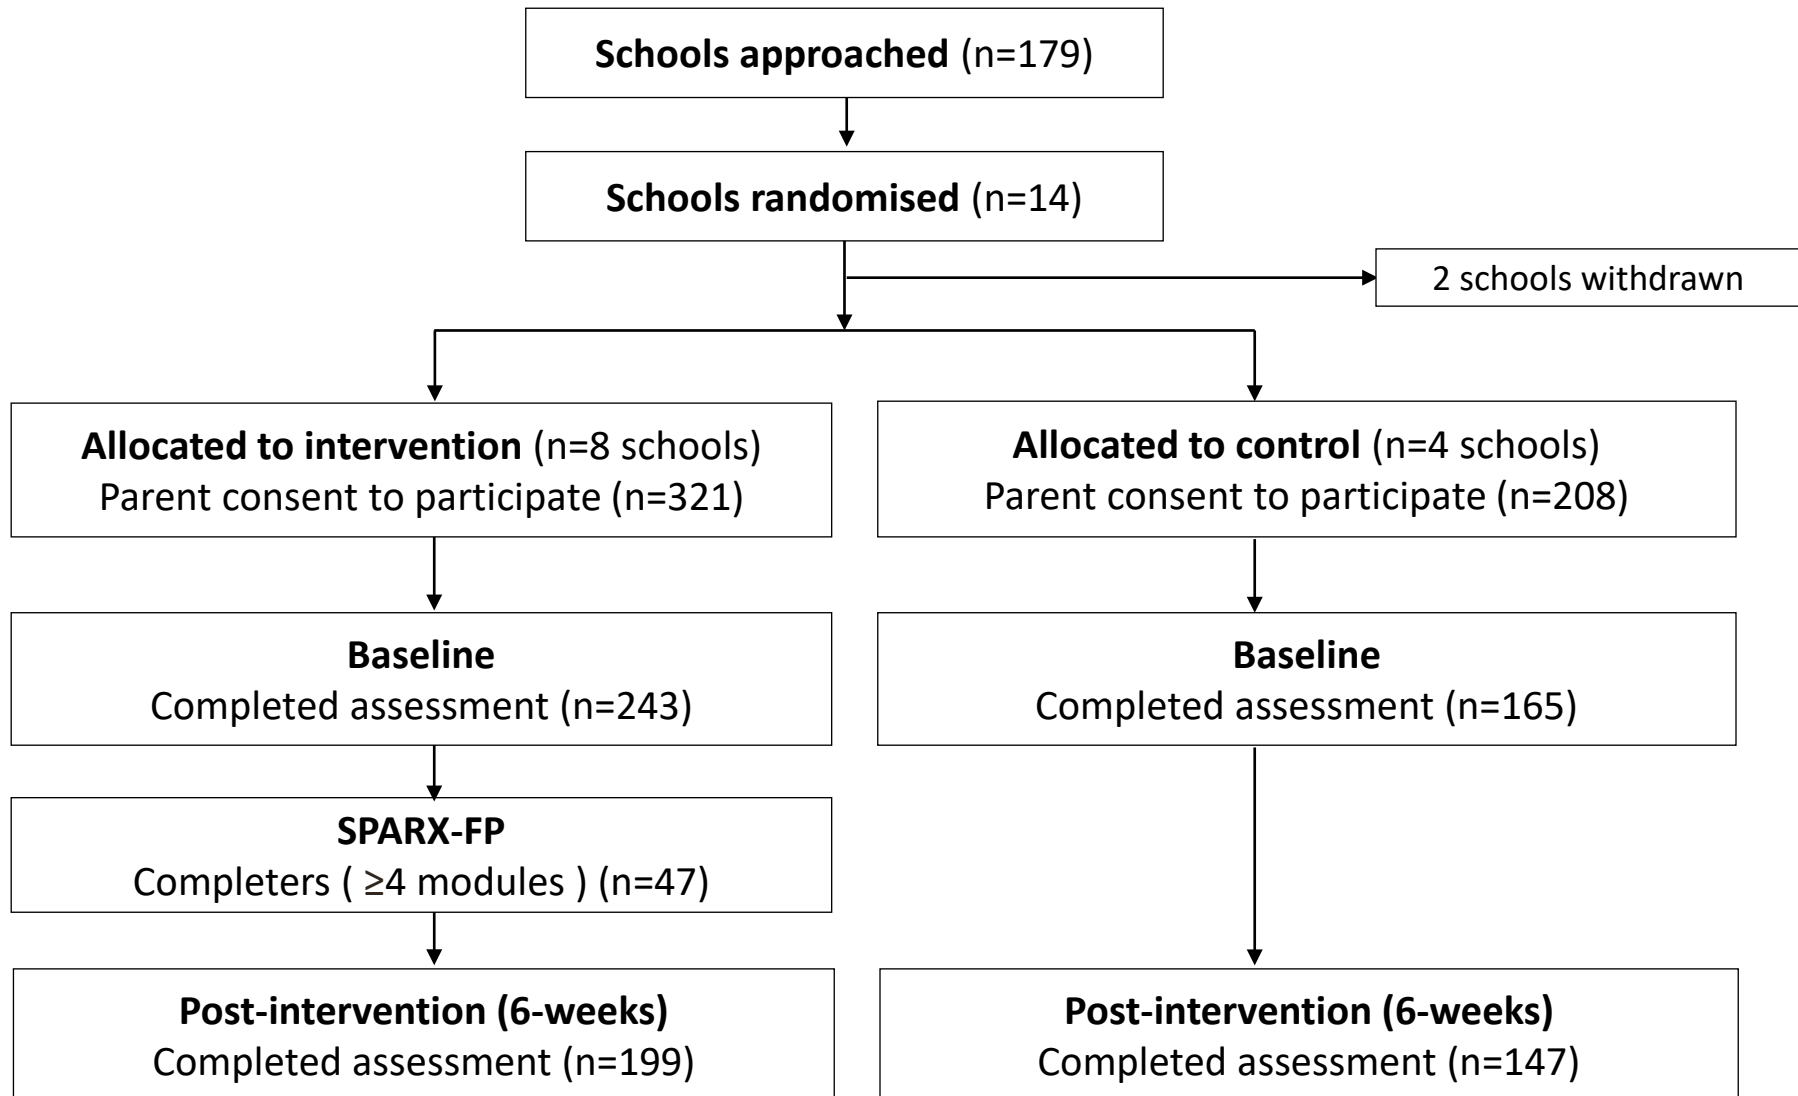 Schools approached (n=179)
Schools randomised (n=14)
2 schools withdrawn
Allocated to intervention (n=8 schools)
Parent consent to participate (n=321)
Allocated to control (n=4 schools)
Parent consent to participate (n=208)
Baseline
Completed assessment (n=243)
Baseline
Completed assessment (n=165)
SPARX-FP
Completers ( ≥4 modules ) (n=47)
Post-intervention (6-weeks)
Completed assessment (n=199)
Post-intervention (6-weeks)
Completed assessment (n=147)